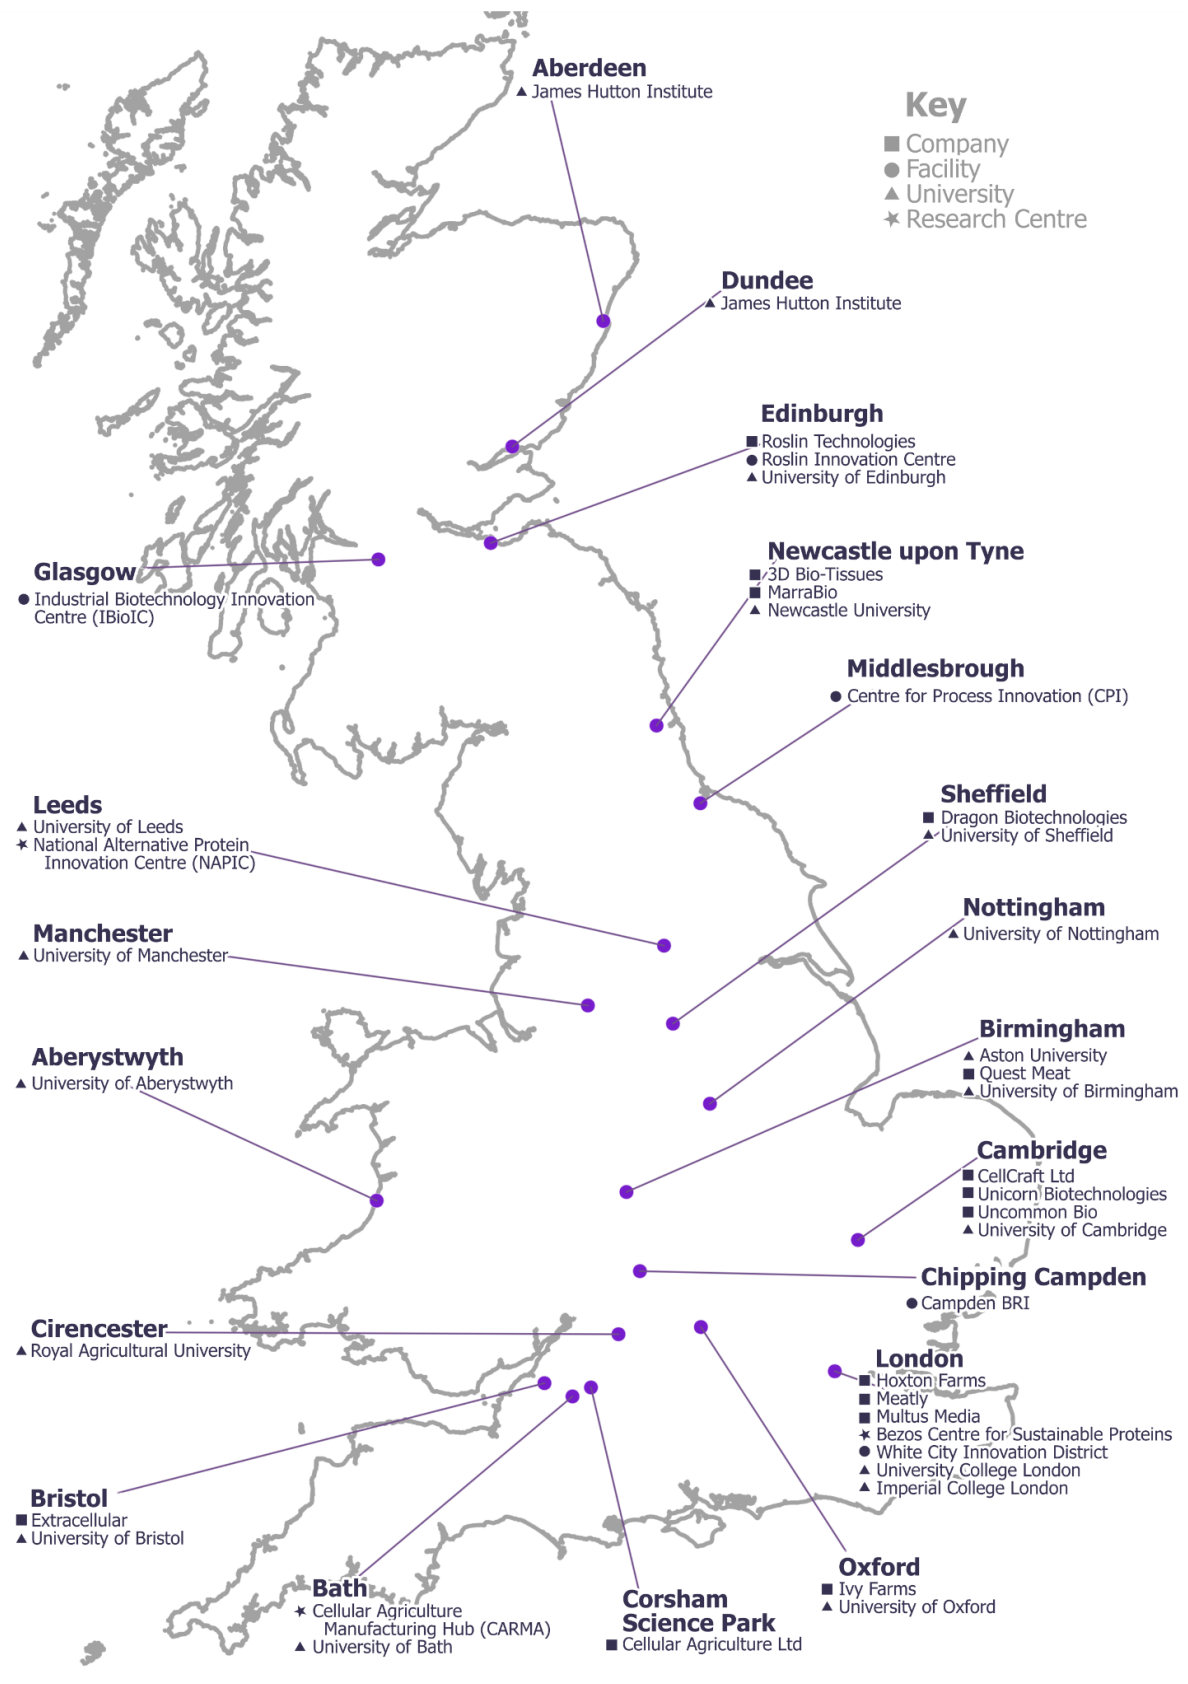 Aberdeen
James Hutton Institute
Key
Company
Facility
University
Research Centre
Dundee
James Hutton Institute
Edinburgh
Roslin Technologies
Roslin Innovation Centre
University of Edinburgh
Newcastle upon Tyne
3D Bio-Tissues
MarraBio
Newcastle University
Glasgow
Industrial Biotechnology Innovation
Centre (IBioIC)
Middlesbrough
Centre for Process Innovation (CPI)
Leeds
University of Leeds
National Alternative Protein
Innovation Centre (NAPIC)
Sheffield
Dragon Biotechnologies
University of Sheffield
Nottingham
University of Nottingham
Manchester
University of Manchester
Birmingham
Aston University
Quest Meat
University of Birmingham
Aberystwyth
University of Aberystwyth
Cambridge
CellCraft Ltd
Unicorn Biotechnologies
Uncommon Bio
University of Cambridge
Chipping Campden
Campden BRI
Cirencester
Royal Agricultural University
London
Hoxton Farms
Meatly
Multus Media
Bezos Centre for Sustainable Proteins
White City Innovation District
University College London
Imperial College London
Bristol
Extracellular
University of Bristol
Bath
Cellular Agriculture
Manufacturing Hub (CARMA)
University of Bath
Corsham
Science Park
Cellular Agriculture Ltd
Oxford
Ivy Farms
University of Oxford